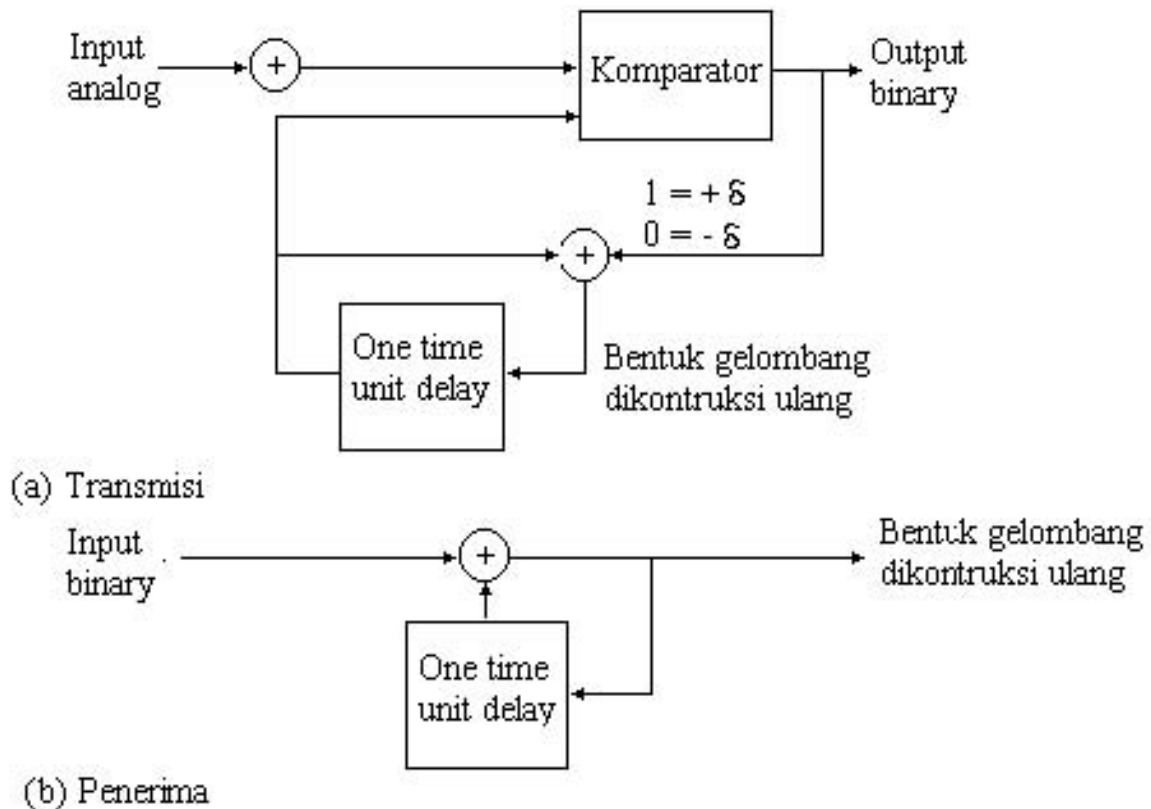 Input
analog
+
Komparator
Output
binary
1 = + δ
0 = - δ
+
One time
unit delay
Bentuk gelombang
dikontruksi ulang
(a) Transmisi
Input
binary
+
Bentuk gelombang
dikontruksi ulang
One time
unit delay
(b) Penerima